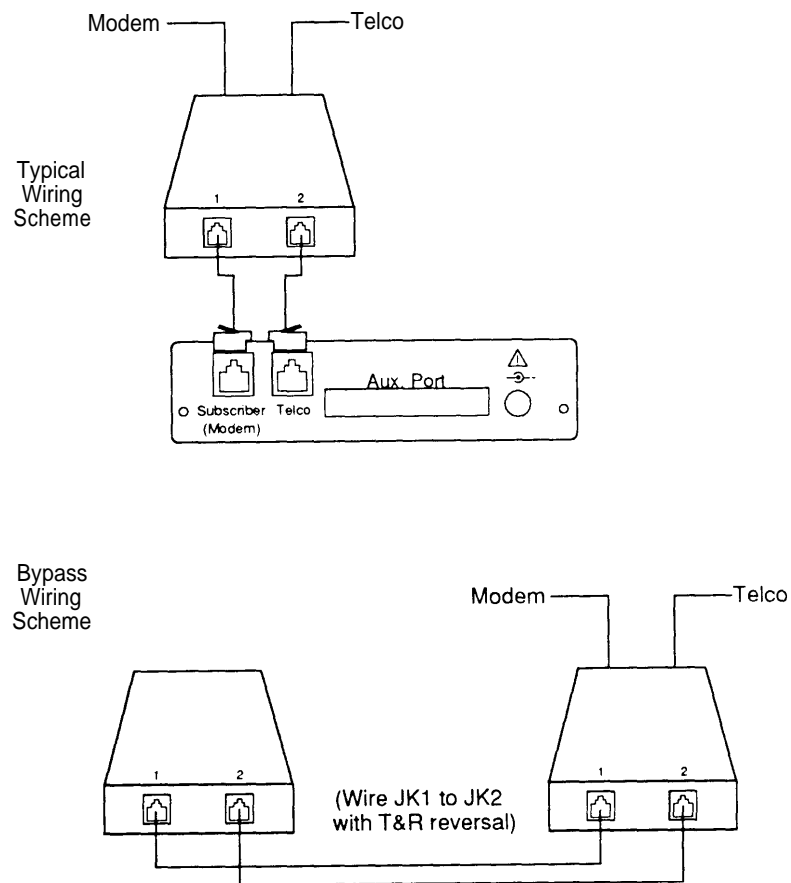 Modem
Telco
Typical
Wiring
Scheme
1 2
Aux. Port
Subscriber Telco
(Modem)
Bypass
Wiring
Scheme
Modem
Telco
1 2
(Wire JK1 to JK2
with T&R reversal)
1 2